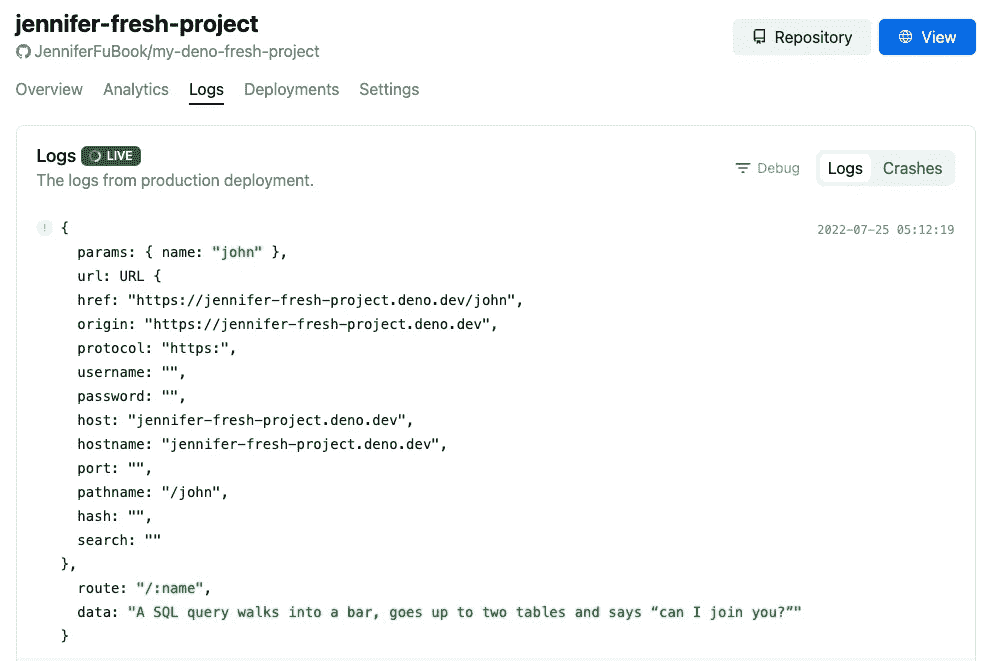 jennifer-fresh-project
JenniferFuBook/my-deno-fresh-project
Repository
View
Overview Analytics Logs Deployments Settings
Logs LIVE
The logs from production deployment.
Debug
Logs Crashes
! {
2022-07-25 05:12:19
params: { name: "john" },
url: URL {
href: "https://jennifer-fresh-project.deno.dev/john",
origin: "https://jennifer-fresh-project.deno.dev",
protocol: "https:",
username: "",
password: "",
host: "jennifer-fresh-project.deno.dev",
hostname: "jennifer-fresh-project.deno.dev",
port: "",
pathname: "/john",
hash: "",
search: ""
},
route: "/:name",
data: "A SQL query walks into a bar, goes up to two tables and says “can I join you?”"
}